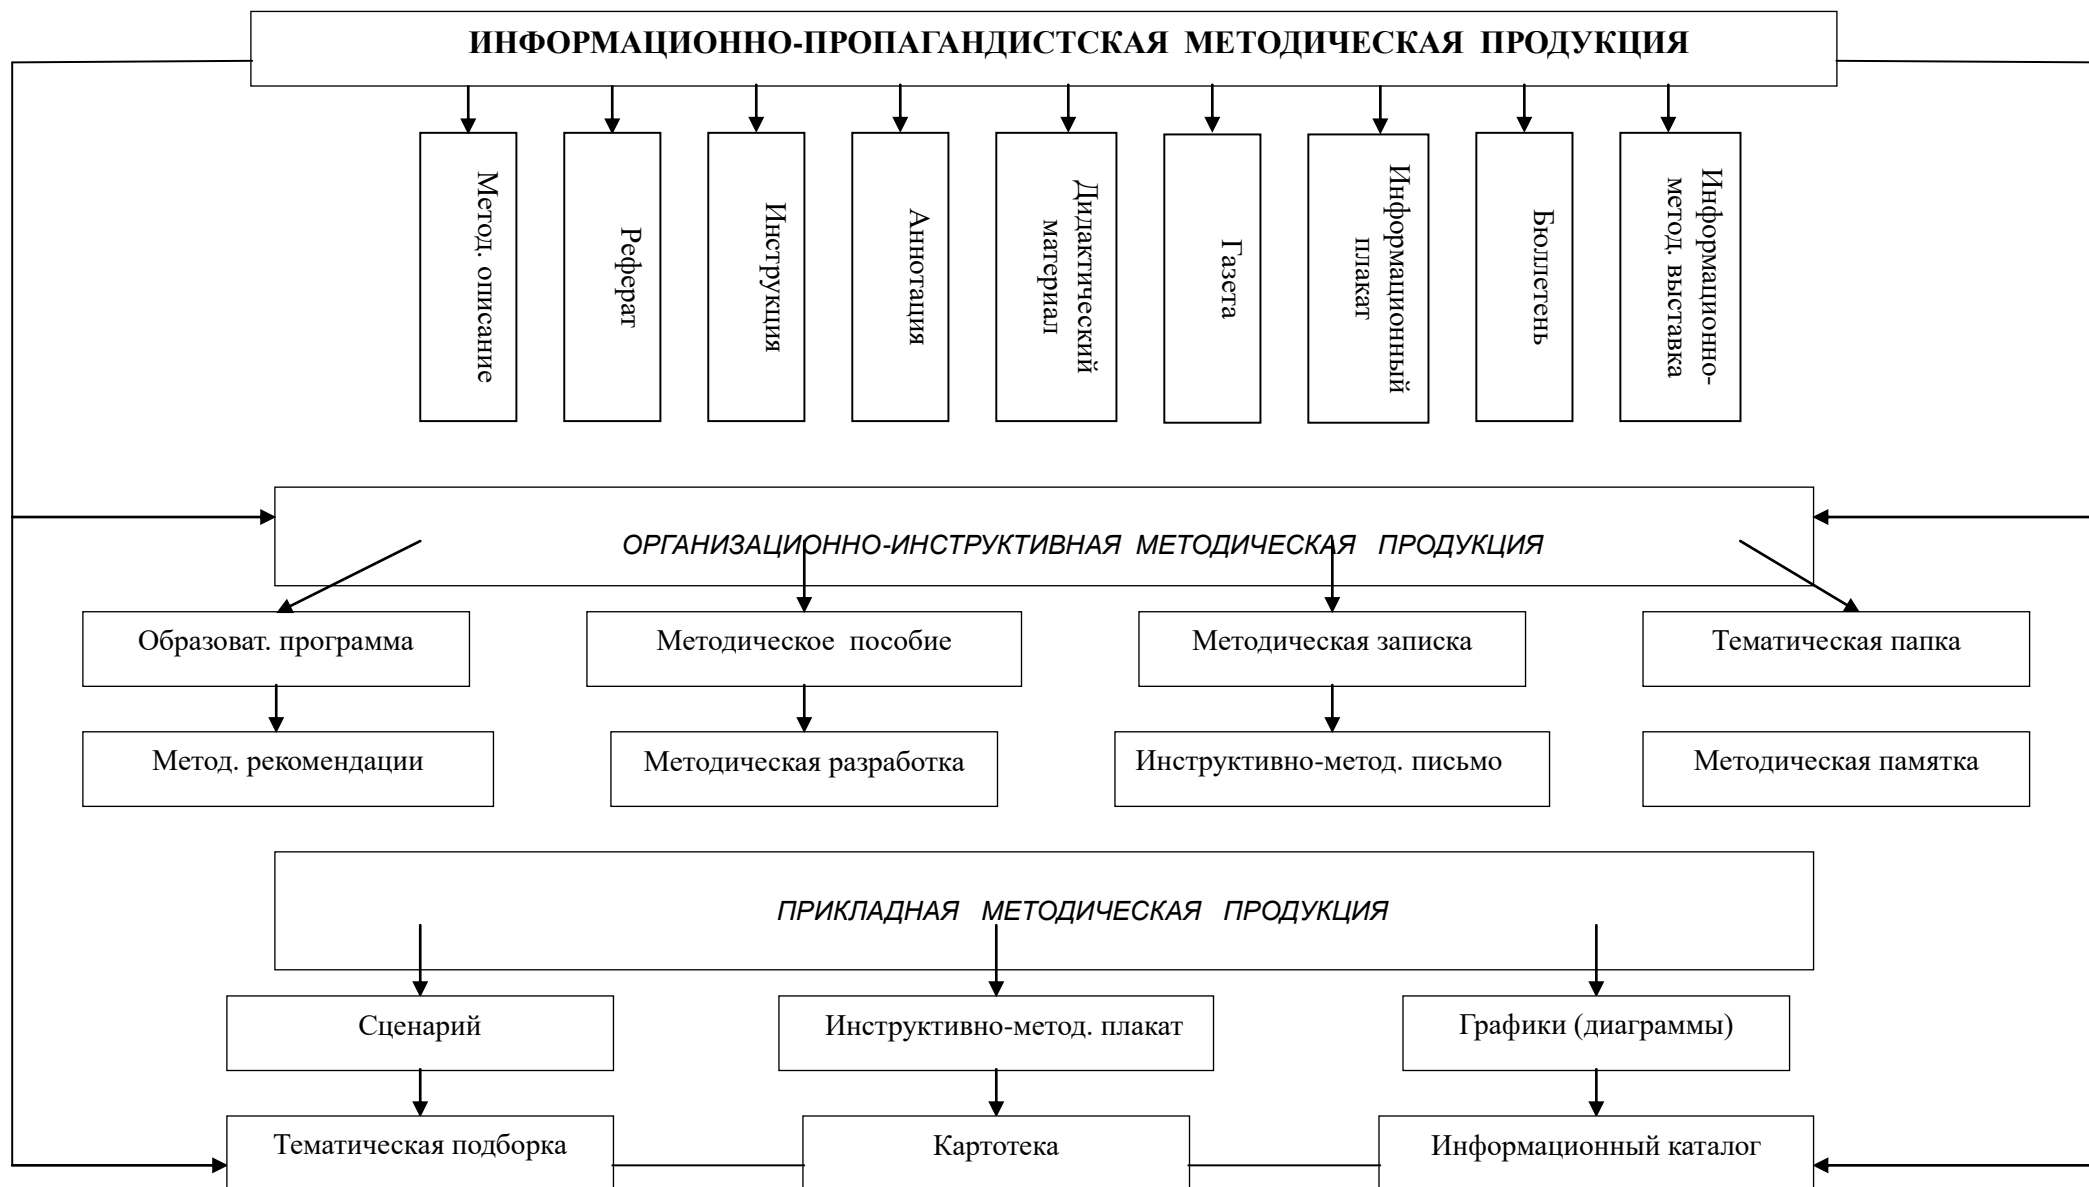 ИНФОРМАЦИОННО-ПРОПАГАНДИСТСКАЯ МЕТОДИЧЕСКАЯ ПРОДУКЦИЯ
Метод. описание
Реферат
Инструкция
Аннотация
Дидактический
материал
Газета
Информационный
плакат
Бюллетень
Информационно-
метод. выставка
ОРГАНИЗАЦИОННО-ИНСТРУКТИВНАЯ МЕТОДИЧЕСКАЯ ПРОДУКЦИЯ
Образоват. программа
Методическое пособие
Методическая записка
Тематическая папка
Метод. рекомендации
Методическая разработка
Инструктивно-метод. письмо
Методическая памятка
ПРИКЛАДНАЯ МЕТОДИЧЕСКАЯ ПРОДУКЦИЯ
Сценарий
Инструктивно-метод. плакат
Графики (диаграммы)
Тематическая подборка
Картотека
Информационный каталог